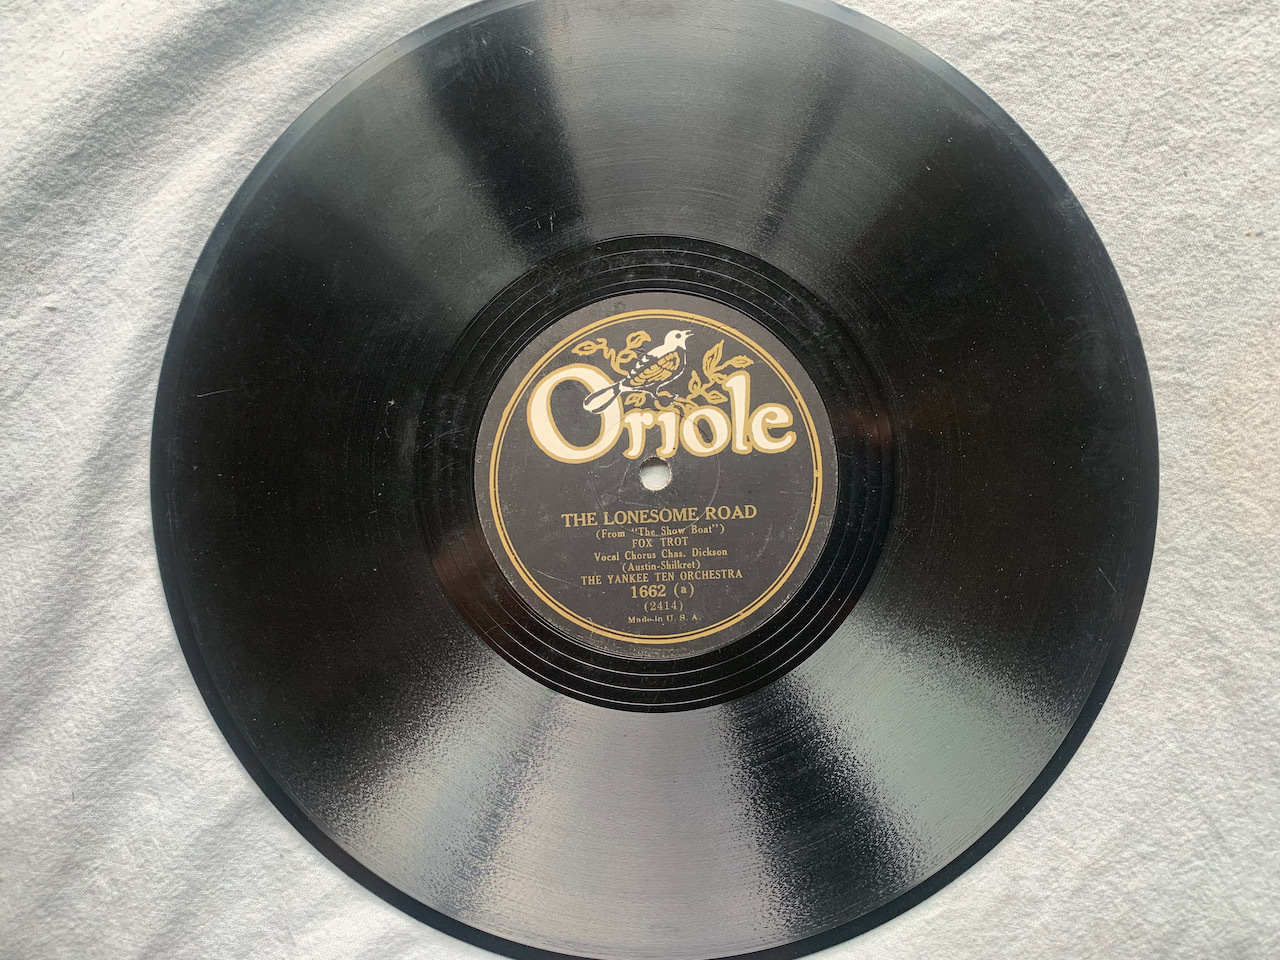 Oriole
THE LONESOME ROAD
(From "The Show Boat")
FOX TROT
Vocal Chorus Chas. Dickson
(Austin-Shilkret)
THE YANKEE TEN ORCHESTRA
1662 (a)
(2414)
Made in U. S. A.